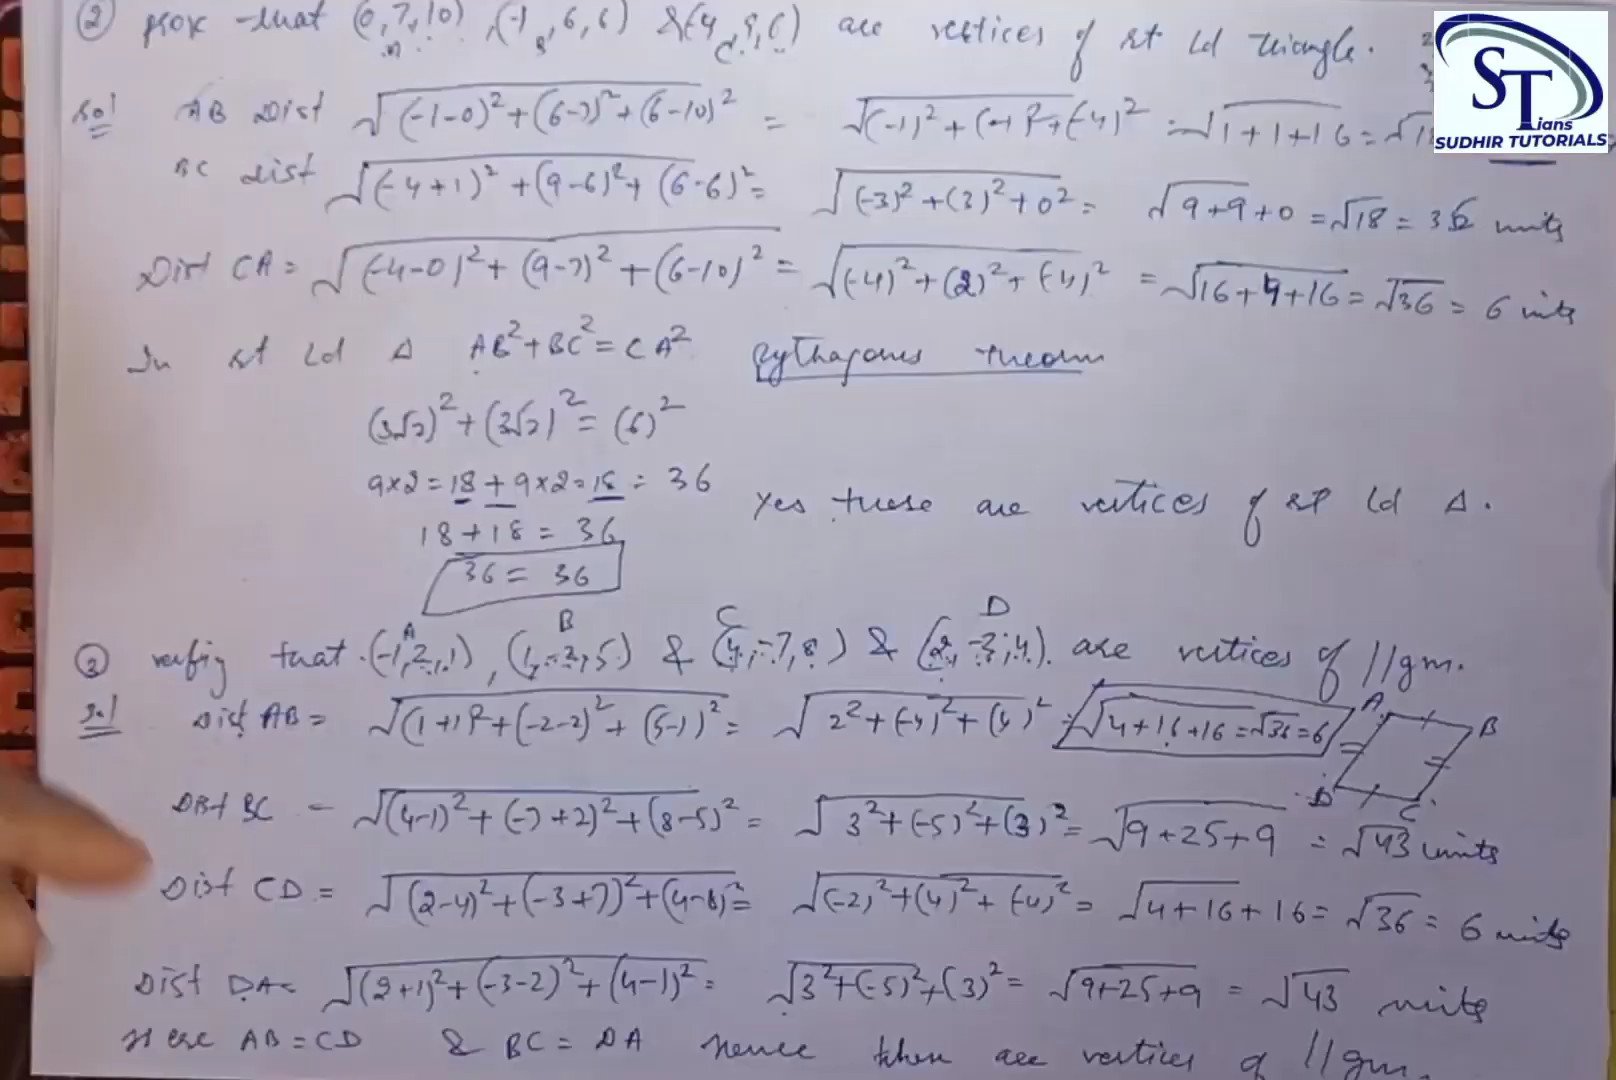 ② prove that (0,7,10), (-1,6,6) & (4,9,6) are vertices of rt ∠d triangle.
A B C
STians
SUDHIR TUTORIALS
Sol AB Dist √(-1-0)²+(6-7)²+(6-10)² = √(-1)²+(-1)²+(-4)² = √1+1+16 = √18
BC dist √(-4+1)²+(9-6)²+(6-6)² = √(-3)²+(3)²+0² = √9+9+0 = √18 = 3√2 units
Dist CA = √(-4-0)²+(9-7)²+(6-10)² = √(-4)²+(2)²+(-4)² = √16+4+16 = √36 = 6 units
In rt ∠d △ AB²+BC²=CA² Pythagorus theorm
(3√2)²+(3√2)²=(6)²
9x2=18+9x2=18=36
Yes these are vertices of rt ∠d △.
18+18=36
36=36
A B C D
③ verify that (-1,2,1), (1,-2,5) & (4,-7,8) & (2,-3,4). are vertices of //gm.
Sol Dist AB = √(1+1)²+(-2-2)²+(5-1)² = √2²+(-4)²+(4)² = √4+16+16=√36=6
A B
D C
Dist BC - √(4-1)²+(-7+2)²+(8-5)² = √3²+(-5)²+(3)² = √9+25+9 = √43 units
Dist CD = √(2-4)²+(-3+7)²+(4-8)² = √(-2)²+(4)²+(-4)² = √4+16+16 = √36 = 6 units
Dist DA = √(2+1)²+(-3-2)²+(4-1)² = √3²+(-5)²+(3)² = √9+25+9 = √43 units
Here AB=CD & BC=DA hence then are vertices of //gm.